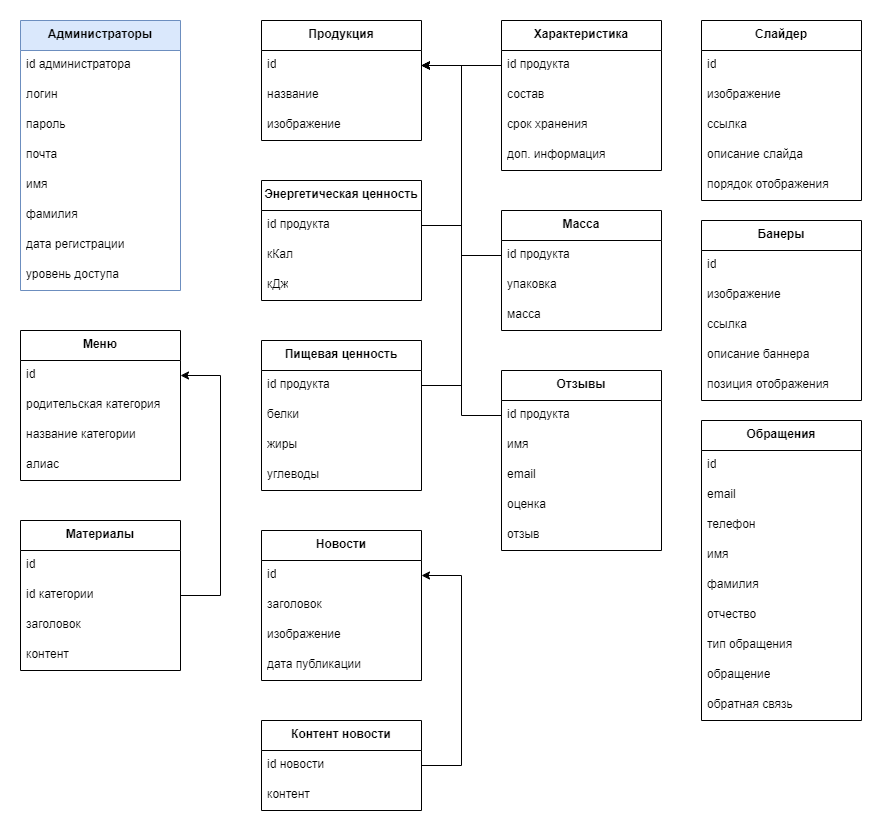 Администраторы
id администратора
логин
пароль
почта
имя
фамилия
дата регистрации
уровень доступа
Меню
id
родительская категория
название категории
алиас
Материалы
id
id категории
заголовок
контент
Продукция
id
название
изображение
Энергетическая ценность
id продукта
кКал
кДж
Пищевая ценность
id продукта
белки
жиры
углеводы
Новости
id
заголовок
изображение
дата публикации
Контент новости
id новости
контент
Характеристика
id продукта
состав
срок хранения
доп. информация
Масса
id продукта
упаковка
масса
Отзывы
id продукта
имя
email
оценка
отзыв
Слайдер
id
изображение
ссылка
описание слайда
порядок отображения
Банеры
id
изображение
ссылка
описание баннера
позиция отображения
Обращения
id
email
телефон
имя
фамилия
отчество
тип обращения
обращение
обратная связь